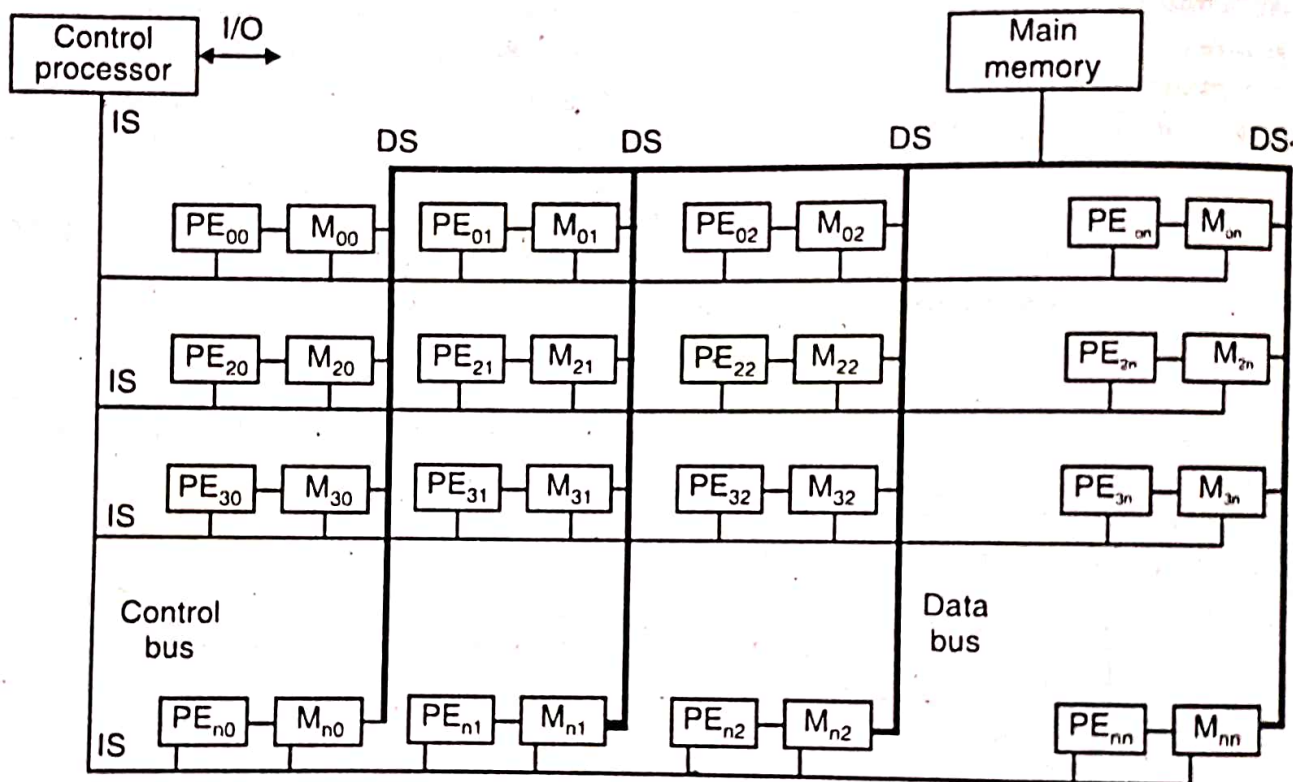 Control
processor
I/O
Main
memory
IS
DS
DS
DS
DS
PE₀₀
M₀₀
PE₀₁
M₀₁
PE₀₂
M₀₂
PE₀ₙ
M₀ₙ
IS
PE₂₀
M₂₀
PE₂₁
M₂₁
PE₂₂
M₂₂
PE₂ₙ
M₂ₙ
IS
PE₃₀
M₃₀
PE₃₁
M₃₁
PE₃₂
M₃₂
PE₃ₙ
M₃ₙ
Control
bus
Data
bus
IS
PEₙ₀
Mₙ₀
PEₙ₁
Mₙ₁
PEₙ₂
Mₙ₂
PEₙₙ
Mₙₙ